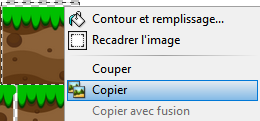 Contour et remplissage...
Recadrer l'image
Couper
Copier
Copier avec fusion